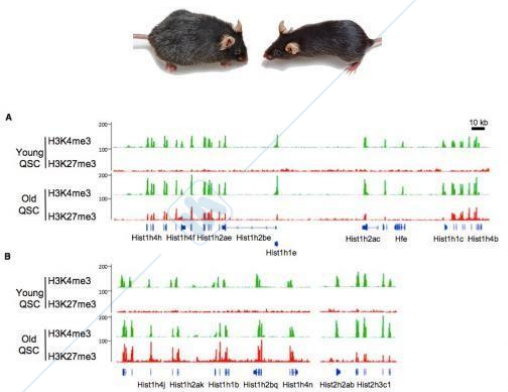 A
200
10 kb
Young QSC
H3K4me3
100
H3K27me3
200
Old QSC
H3K4me3
100
H3K27me3
Hist1h4h Hist1h4f Hist1h2ae Hist1h2be Hist1h2ac Hfe Hist1h1c Hist1h4b
Hist1h1e
B
200
Young QSC
H3K4me3
100
H3K27me3
200
Old QSC
H3K4me3
100
H3K27me3
Hist1h4j Hist1h2ak Hist1h1b Hist1h2bq Hist1h4n Hist2h2ab Hist2h3c1